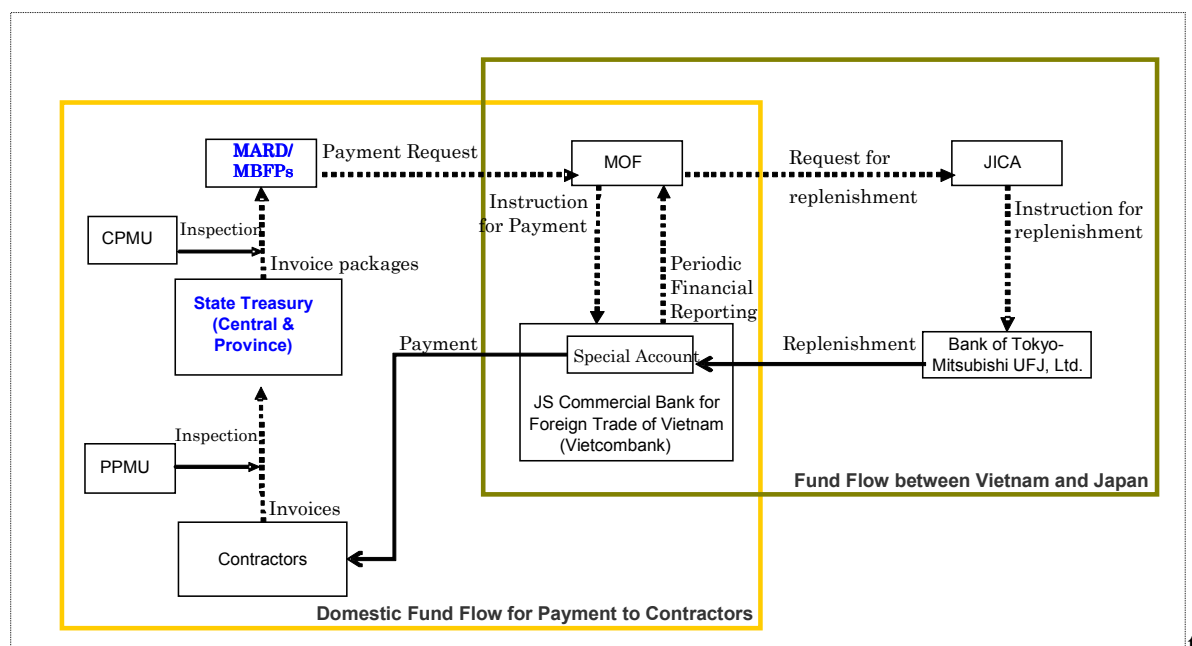 MARD/
MBFPs
Payment Request
MOF
Request for
replenishment
JICA
CPMU
Inspection
Invoice packages
Instruction
for Payment
Periodic
Financial
Reporting
Instruction for
replenishment
State Treasury
(Central &
Province)
Payment
Special Account
Replenishment
Bank of Tokyo-
Mitsubishi UFJ, Ltd.
JS Commercial Bank for
Foreign Trade of Vietnam
(Vietcombank)
PPMU
Inspection
Invoices
Fund Flow between Vietnam and Japan
Contractors
Domestic Fund Flow for Payment to Contractors